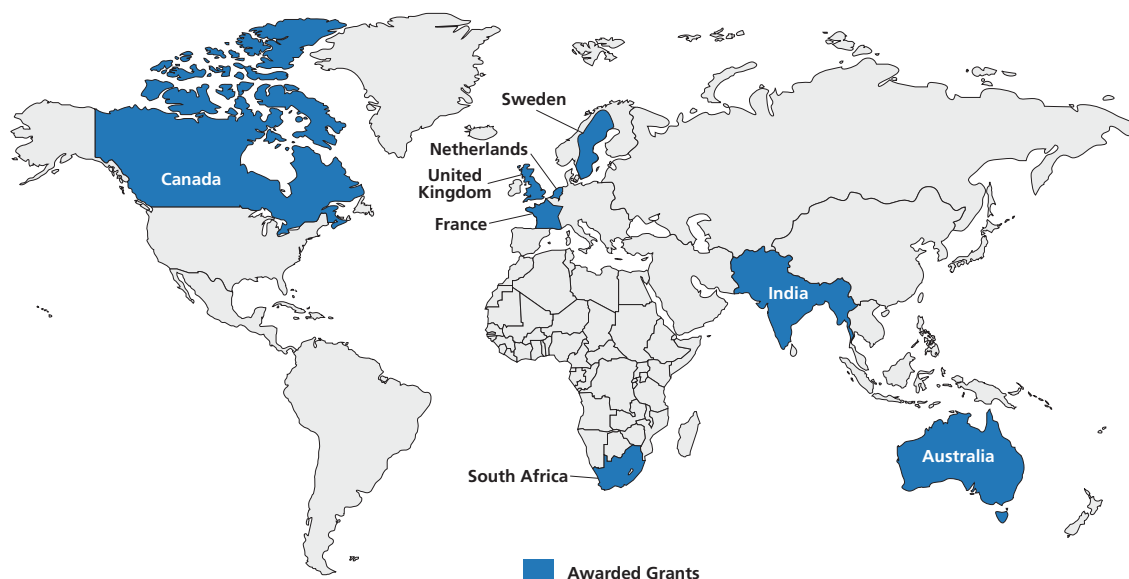 Sweden
Netherlands
United
Kingdom
Canada
France
India
Australia
South Africa
Awarded Grants